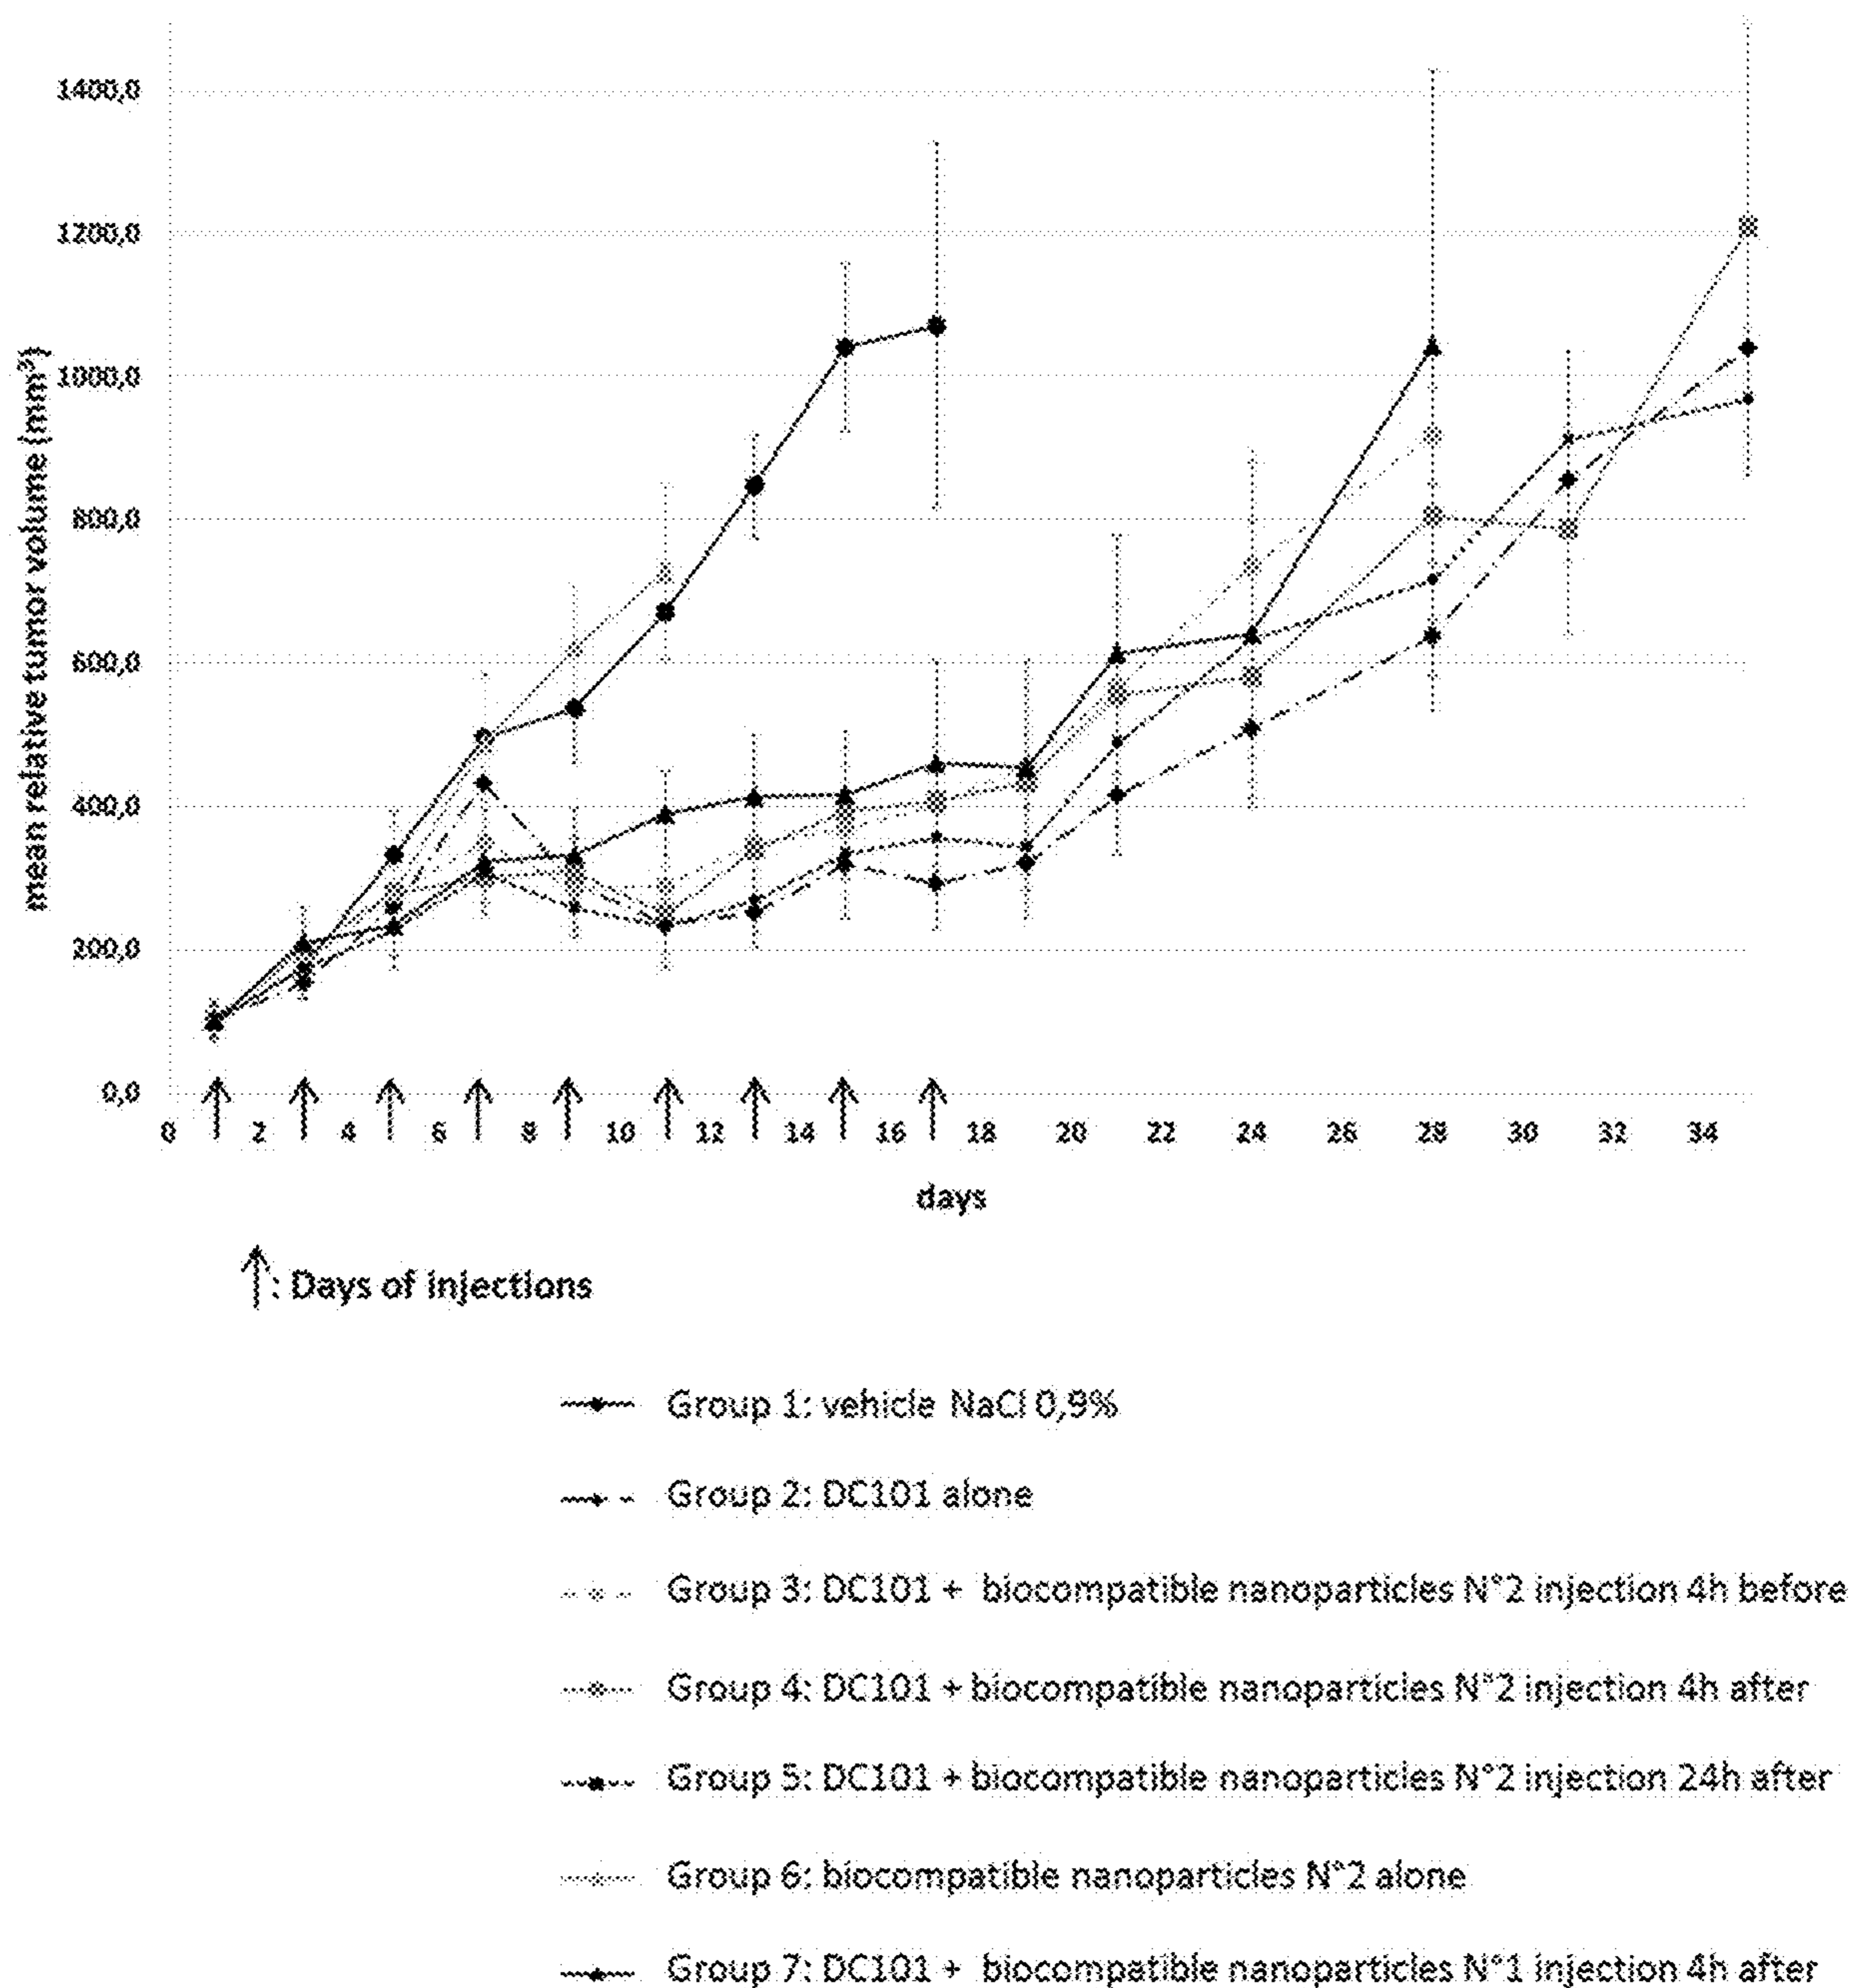 1400,0
1200,0
1000,0
800,0
600,0
400,0
200,0
0,0
mean relative tumor volume (mm³)
0 2 4 6 8 10 12 14 16 18 20 22 24 26 28 30 32 34
days
↑: Days of injections
Group 1: vehicle NaCl 0,9%
Group 2: DC101 alone
Group 3: DC101 + biocompatible nanoparticles N°2 injection 4h before
Group 4: DC101 + biocompatible nanoparticles N°2 injection 4h after
Group 5: DC101 + biocompatible nanoparticles N°2 injection 24h after
Group 6: biocompatible nanoparticles N°2 alone
Group 7: DC101 + biocompatible nanoparticles N°1 injection 4h after